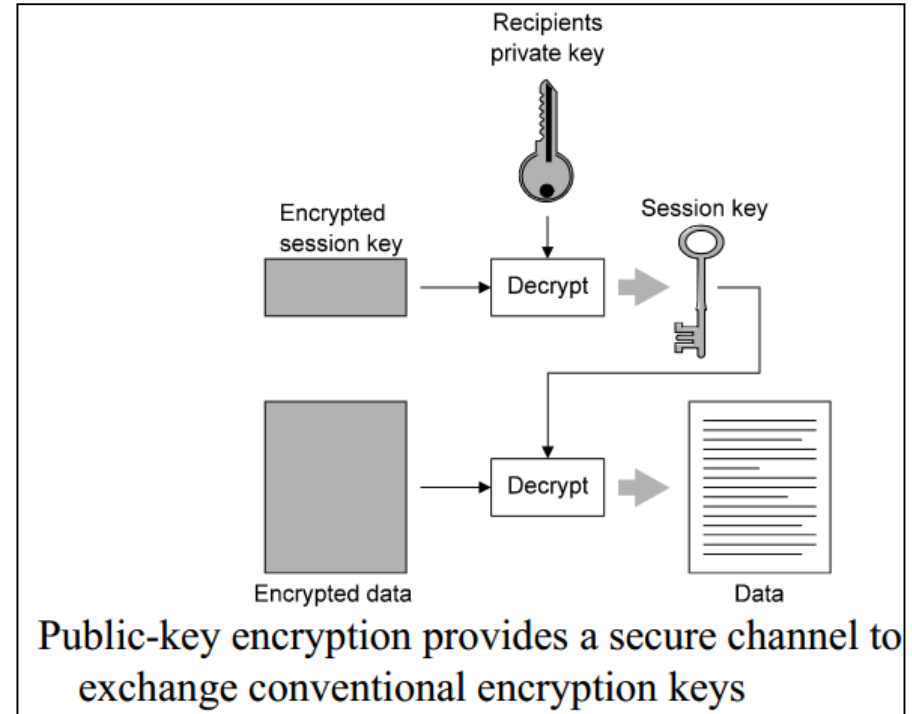 Recipients
private key
Encrypted
session key
Session key
Decrypt
Decrypt
Encrypted data
Data
Public-key encryption provides a secure channel to
exchange conventional encryption keys